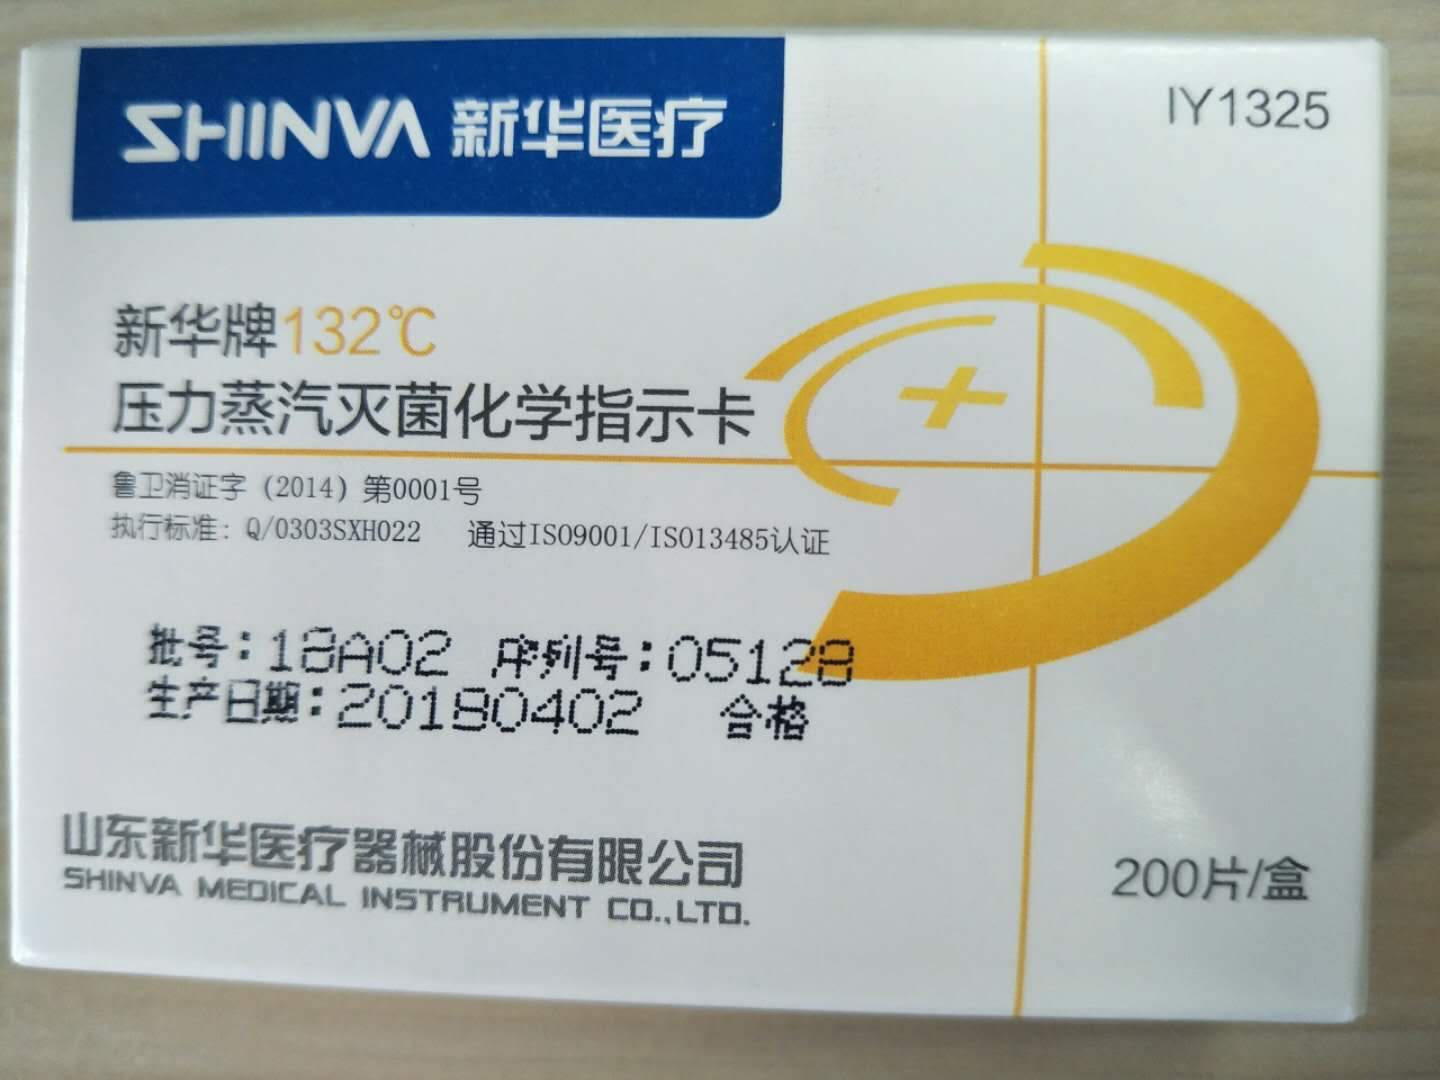 SHINVA 新华医疗
IY1325
新华牌132℃
压力蒸汽灭菌化学指示卡
鲁卫消证字（2014）第0001号
执行标准：Q/0303SXH022 通过ISO9001/ISO13485认证
批号:18A02 序列号:05128
生产日期:20180402 合格
山东新华医疗器械股份有限公司
SHINVA MEDICAL INSTRUMENT CO.,LTD.
200片/盒